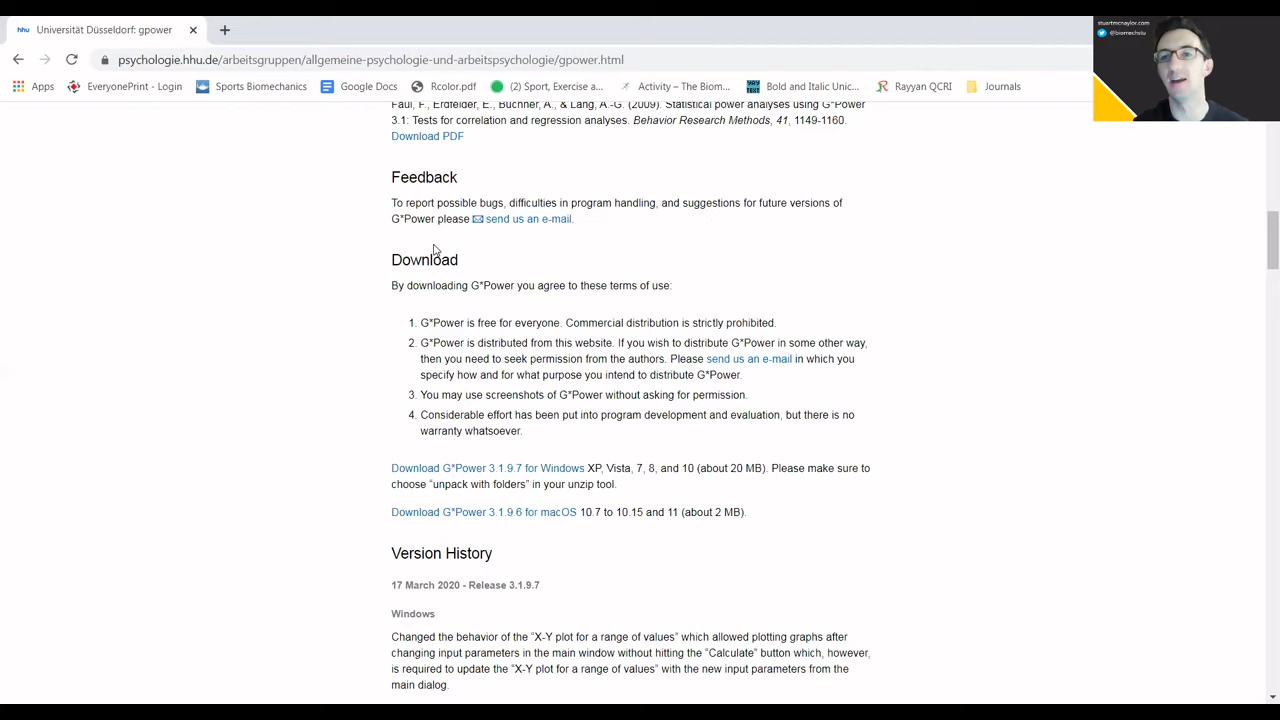 hhu Universität Düsseldorf: gpower
stuartmcnaylor.com
@biomechstu
psychologie.hhu.de/arbeitsgruppen/allgemeine-psychologie-und-arbeitspsychologie/gpower.html
Apps EveryonePrint - Login Sports Biomechanics Google Docs Rcolor.pdf (2) Sport, Exercise a... Activity – The Biom... Bold and Italic Unic... Rayyan QCRI Journals
Faul, F., Erdfelder, E., Buchner, A., & Lang, A.-G. (2009). Statistical power analyses using G*Power
3.1: Tests for correlation and regression analyses. Behavior Research Methods, 41, 1149-1160.
Download PDF
Feedback
To report possible bugs, difficulties in program handling, and suggestions for future versions of
G*Power please send us an e-mail.
Download
By downloading G*Power you agree to these terms of use:
1. G*Power is free for everyone. Commercial distribution is strictly prohibited.
2. G*Power is distributed from this website. If you wish to distribute G*Power in some other way,
then you need to seek permission from the authors. Please send us an e-mail in which you
specify how and for what purpose you intend to distribute G*Power.
3. You may use screenshots of G*Power without asking for permission.
4. Considerable effort has been put into program development and evaluation, but there is no
warranty whatsoever.
Download G*Power 3.1.9.7 for Windows XP, Vista, 7, 8, and 10 (about 20 MB). Please make sure to
choose “unpack with folders” in your unzip tool.
Download G*Power 3.1.9.6 for macOS 10.7 to 10.15 and 11 (about 2 MB).
Version History
17 March 2020 - Release 3.1.9.7
Windows
Changed the behavior of the “X-Y plot for a range of values” which allowed plotting graphs after
changing input parameters in the main window without hitting the “Calculate” button which, however,
is required to update the “X-Y plot for a range of values” with the new input parameters from the
main dialog.